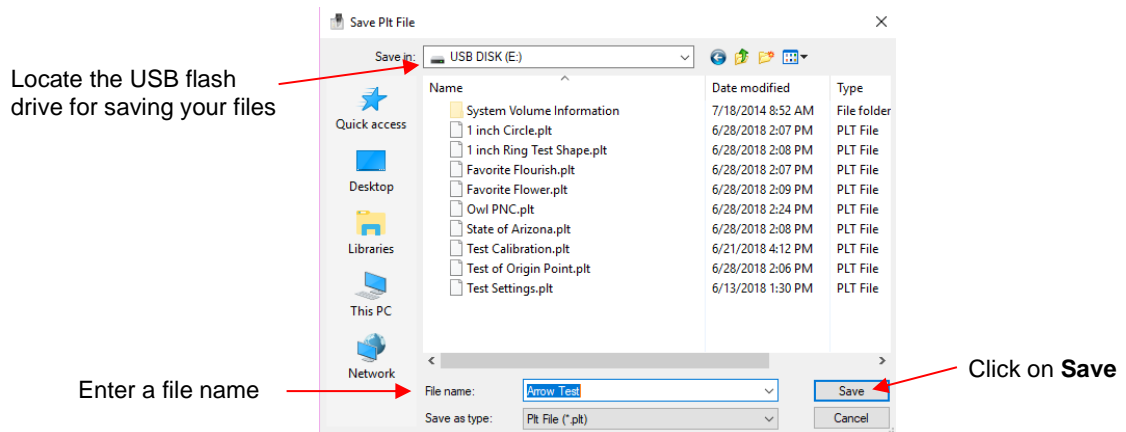 Save Plt File
Save in: USB DISK (E:)
Locate the USB flash
drive for saving your files
Name Date modified Type
System Volume Information 7/18/2014 8:52 AM File folder
1 inch Circle.plt 6/28/2018 2:07 PM PLT File
1 inch Ring Test Shape.plt 6/28/2018 2:08 PM PLT File
Favorite Flourish.plt 6/28/2018 2:07 PM PLT File
Favorite Flower.plt 6/28/2018 2:09 PM PLT File
Owl PNC.plt 6/28/2018 2:24 PM PLT File
State of Arizona.plt 6/28/2018 2:08 PM PLT File
Test Calibration.plt 6/21/2018 4:12 PM PLT File
Test of Origin Point.plt 6/28/2018 2:06 PM PLT File
Test Settings.plt 6/13/2018 1:30 PM PLT File
Quick access
Desktop
Libraries
This PC
Network
Enter a file name
File name: Arrow Test Save
Click on Save
Save as type: Plt File (*.plt) Cancel